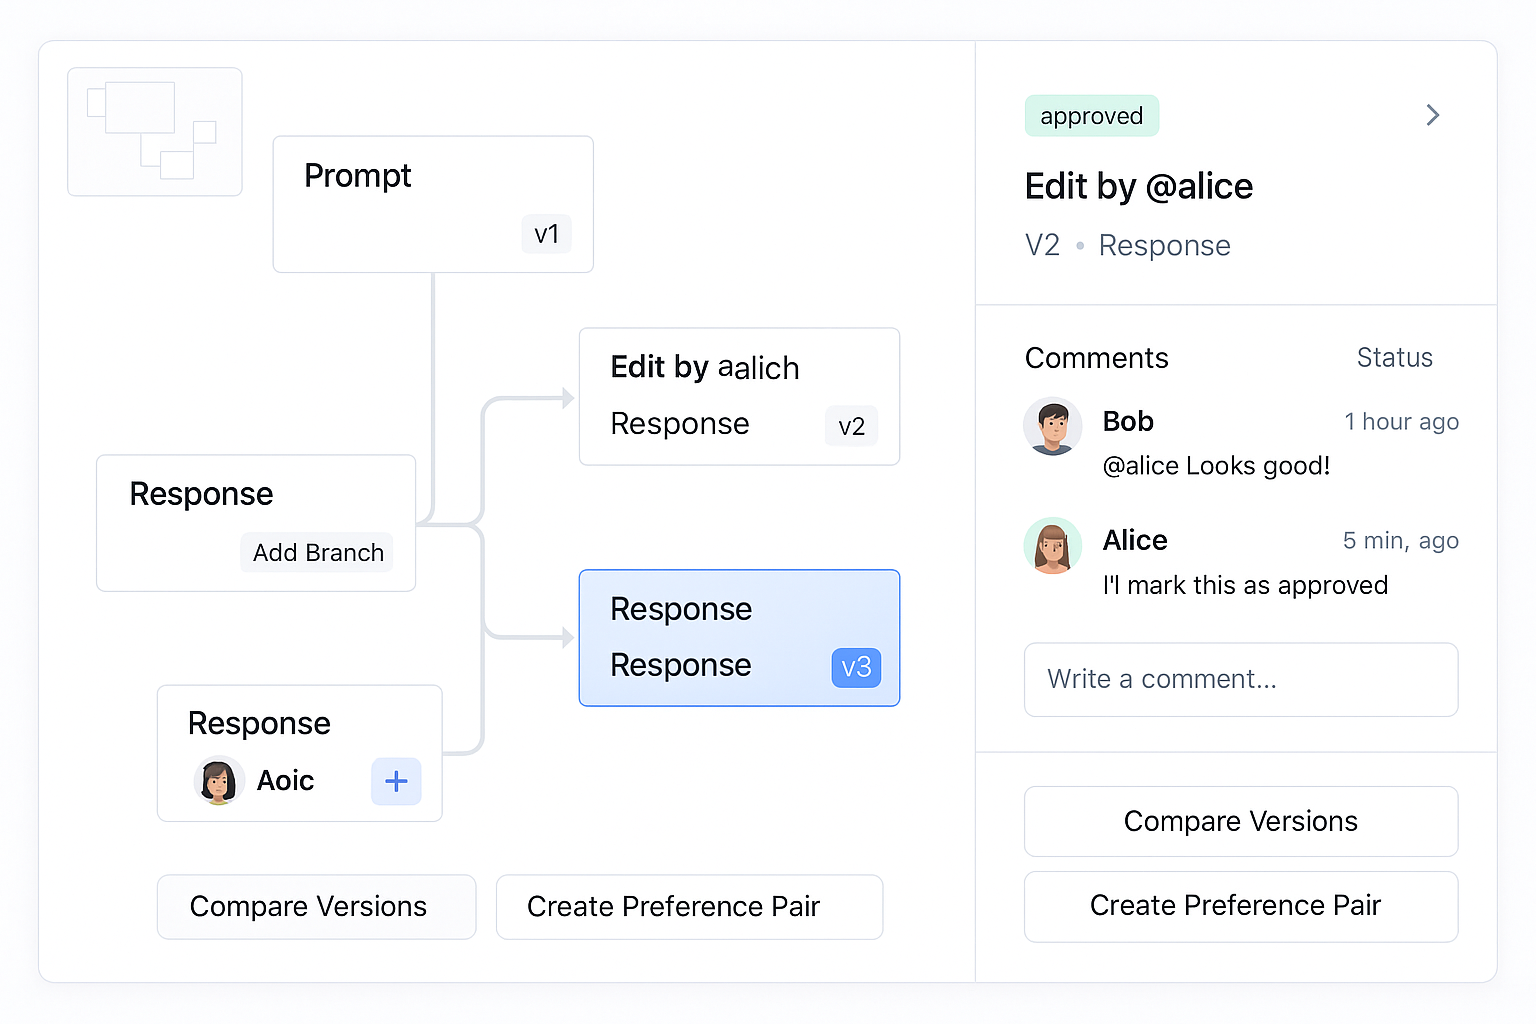 Prompt
v1
Edit by aalich
Response
v2
Response
Add Branch
Response
Response
v3
Response
Aoic
+
Compare Versions
Create Preference Pair
approved
Edit by @alice
V2 • Response
Comments
Status
Bob
1 hour ago
@alice Looks good!
Alice
5 min, ago
I'l mark this as approved
Write a comment...
Compare Versions
Create Preference Pair